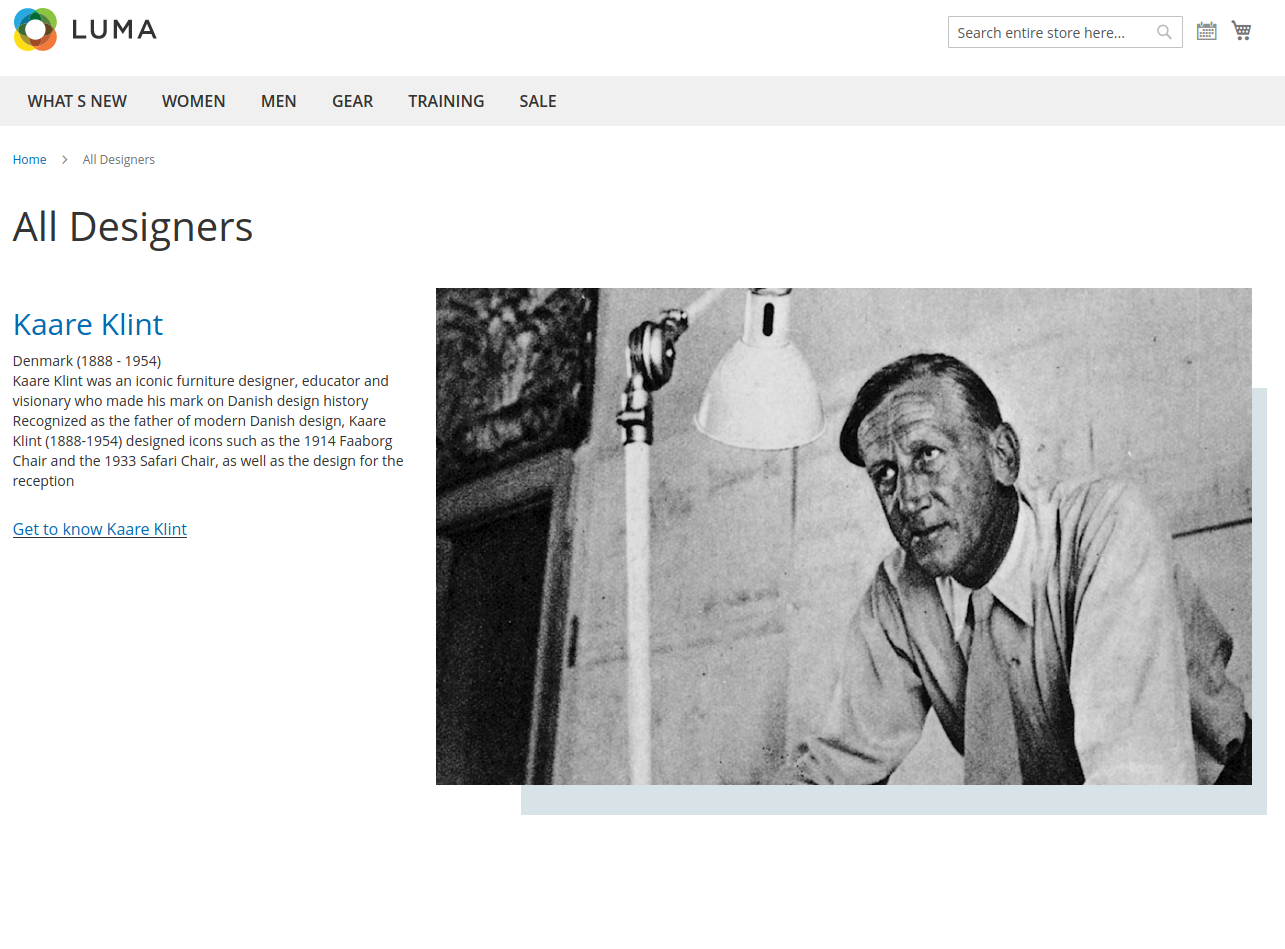 LUMA
Search entire store here...
WHAT S NEW WOMEN MEN GEAR TRAINING SALE
Home > All Designers
All Designers
Kaare Klint
Denmark (1888 - 1954)
Kaare Klint was an iconic furniture designer, educator and
visionary who made his mark on Danish design history
Recognized as the father of modern Danish design, Kaare
Klint (1888-1954) designed icons such as the 1914 Faaborg
Chair and the 1933 Safari Chair, as well as the design for the
reception
Get to know Kaare Klint